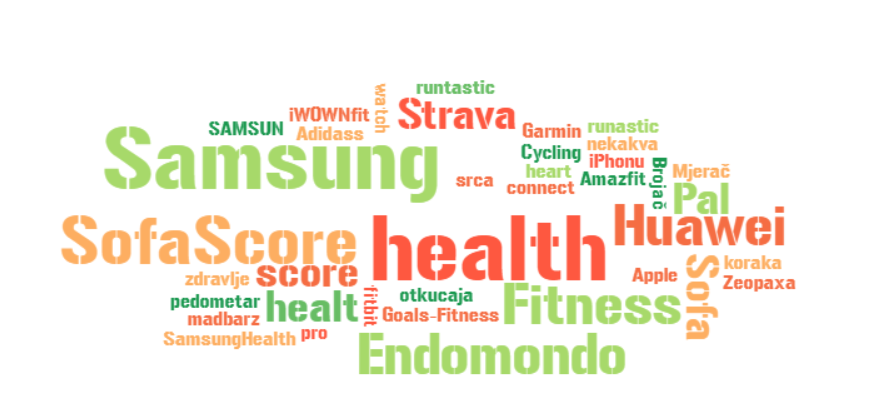 runtastic
watch
Strava
iWOWNfit
SAMSUN
Adidass
Garmin
runastic
nekakva
Samsung
Cycling
iPhonu
heart
Brojač
Mjerač
srca
connect
Amazfit
Pal
Huawei
SofaScore
health
score
zdravlje
Sofa
koraka
Apple
Zeopaxa
pedometar
healt
fitbit
otkucaja
Fitness
madbarz
Goals-Fitness
SamsungHealth
pro
Endomondo